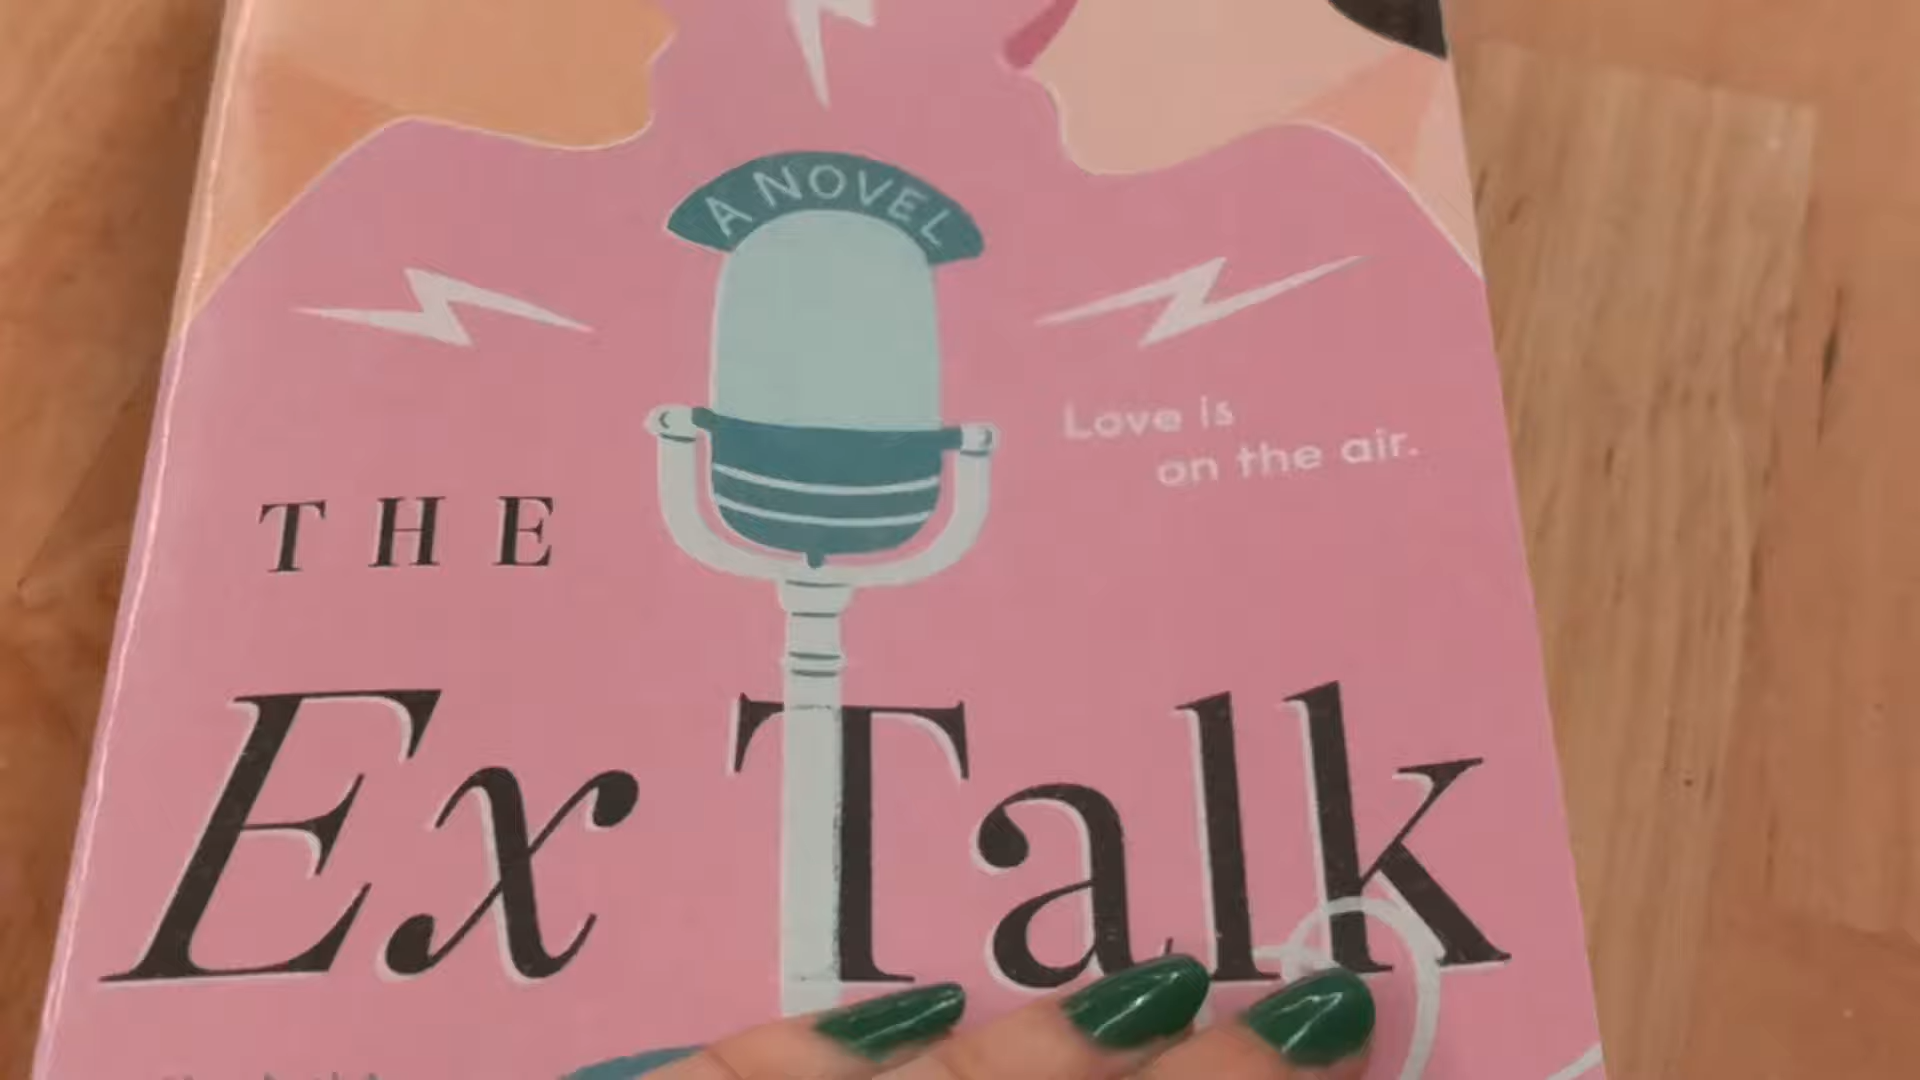 A NOVEL
Love is
on the air.
THE
Ex Talk